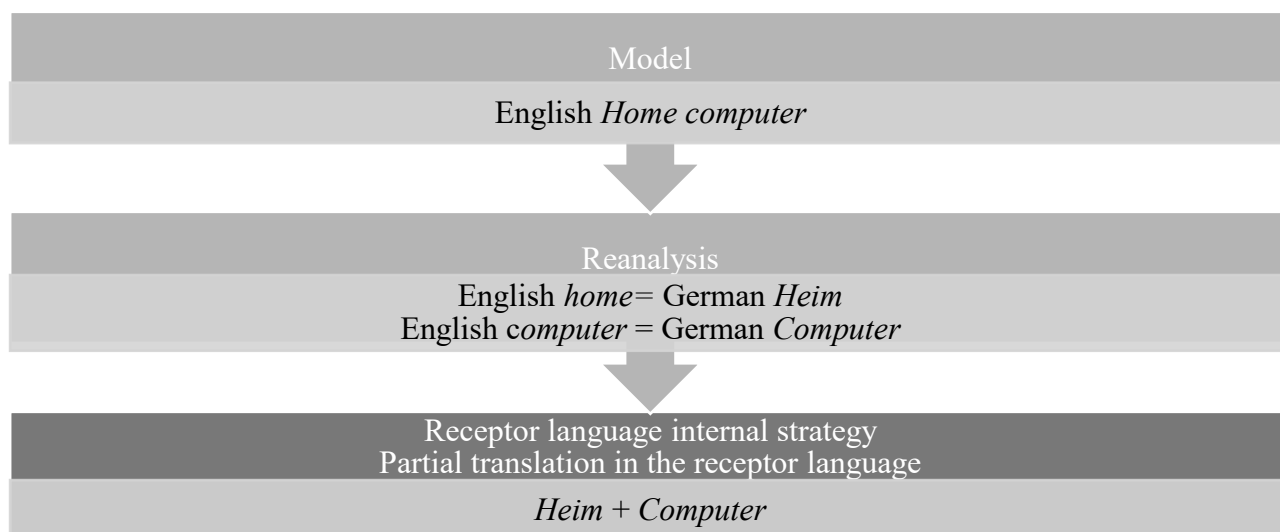 Model
English Home computer
Reanalysis
English home= German Heim
English computer = German Computer
Receptor language internal strategy
Partial translation in the receptor language
Heim + Computer